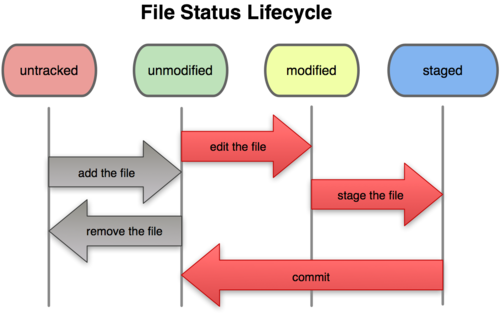 File Status Lifecycle
untracked
unmodified
modified
staged
edit the file
add the file
stage the file
remove the file
commit